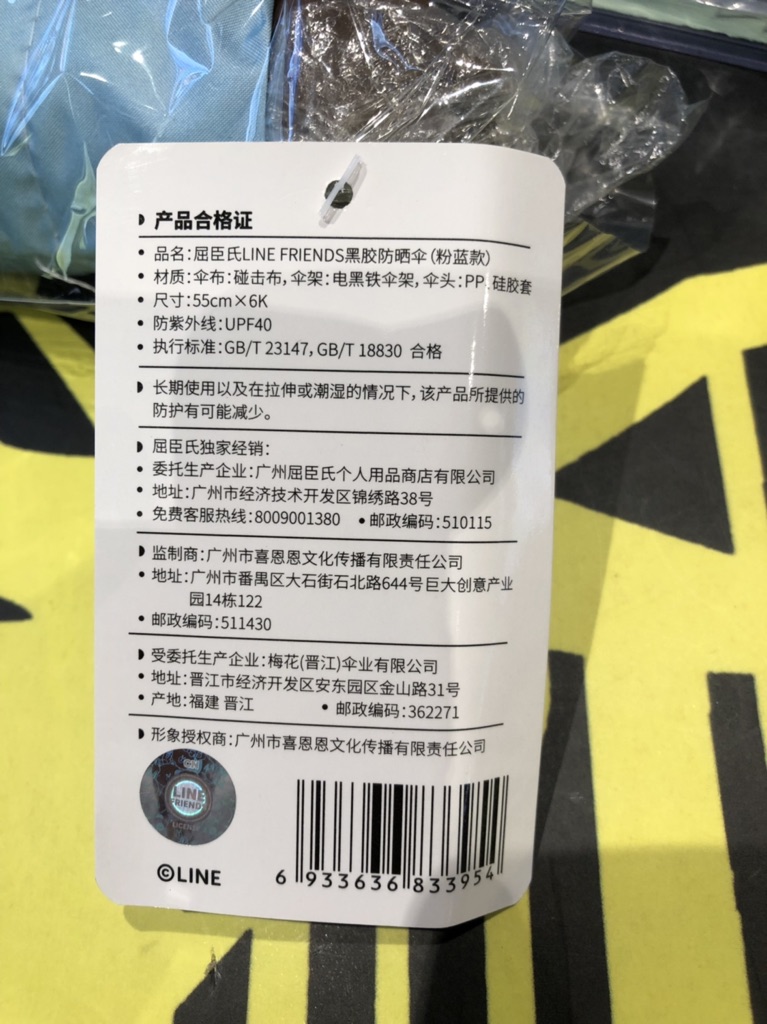 产品合格证
• 品名:屈臣氏LINE FRIENDS黑胶防晒伞(粉蓝款)
• 材质:伞布:碰击布,伞架:电黑铁伞架,伞头:PP、硅胶套
• 尺寸:55cm×6K
• 防紫外线:UPF40
• 执行标准:GB/T 23147,GB/T 18830 合格
长期使用以及在拉伸或潮湿的情况下,该产品所提供的
防护有可能减少。
屈臣氏独家经销:
• 委托生产企业:广州屈臣氏个人用品商店有限公司
• 地址:广州市经济技术开发区锦绣路38号
• 免费客服热线:8009001380 • 邮政编码:510115
监制商:广州市喜恩恩文化传播有限责任公司
• 地址:广州市番禺区大石街石北路644号巨大创意产业
园14栋122
• 邮政编码:511430
受委托生产企业:梅花(晋江)伞业有限公司
• 地址:晋江市经济开发区安东园区金山路31号
• 产地:福建 晋江 • 邮政编码:362271
形象授权商:广州市喜恩恩文化传播有限责任公司
CN
LINE
FRIENDS
LICENSE
©LINE
6 933636 833954